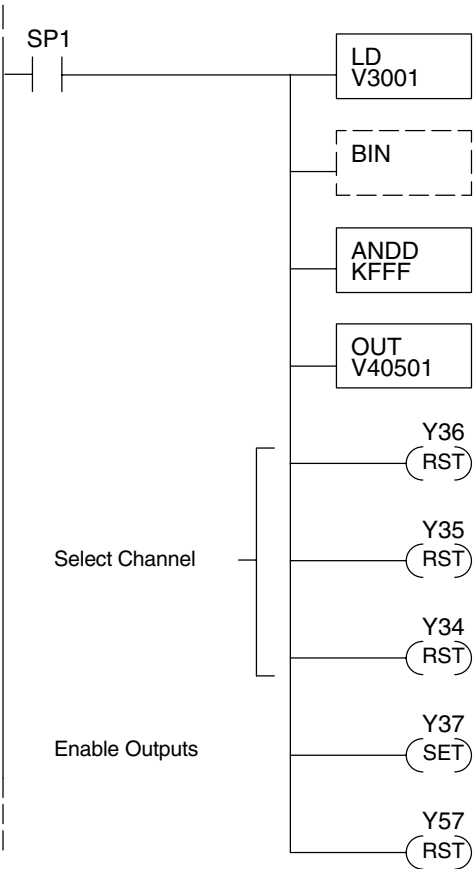 SP1
LD
V3001
BIN
ANDD
KFFF
OUT
V40501
Y36
RST
Y35
RST
Select Channel
Y34
RST
Y37
SET
Enable Outputs
Y57
RST